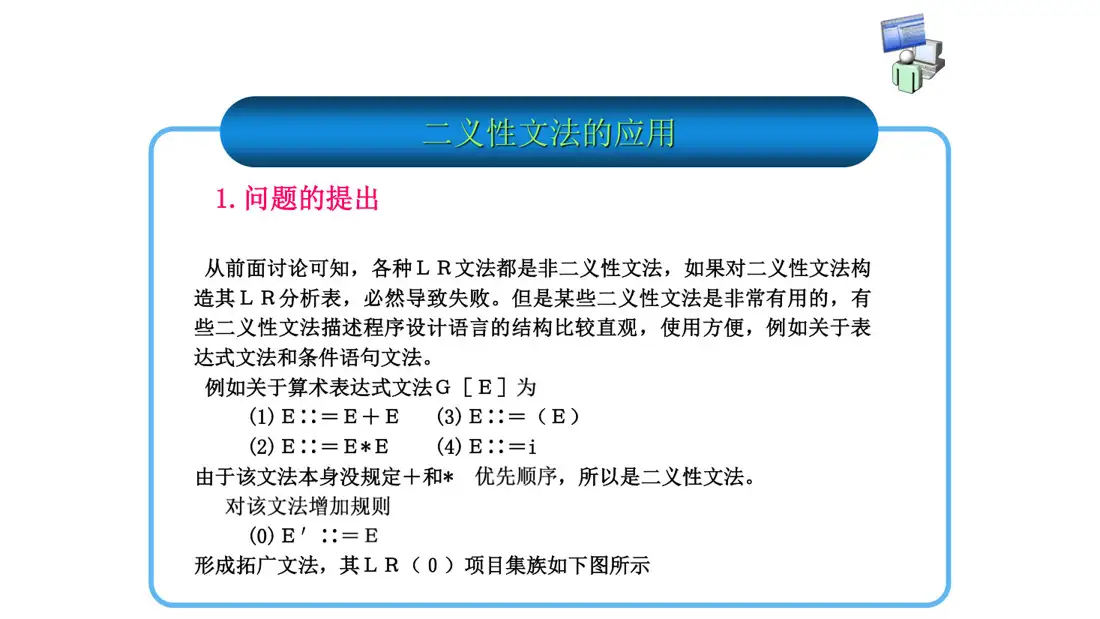 二义性文法的应用
1.问题的提出
从前面讨论可知，各种ＬＲ文法都是非二义性文法，如果对二义性文法构
造其ＬＲ分析表，必然导致失败。但是某些二义性文法是非常有用的，有
些二义性文法描述程序设计语言的结构比较直观，使用方便，例如关于表
达式文法和条件语句文法。
例如关于算术表达式文法Ｇ［Ｅ］为
(1)Ｅ∷＝Ｅ＋Ｅ (3)Ｅ∷＝（Ｅ）
(2)Ｅ∷＝Ｅ*Ｅ (4)Ｅ∷＝i
由于该文法本身没规定＋和* 优先顺序，所以是二义性文法。
对该文法增加规则
(0)Ｅ′∷＝Ｅ
形成拓广文法，其ＬＲ（０）项目集族如下图所示